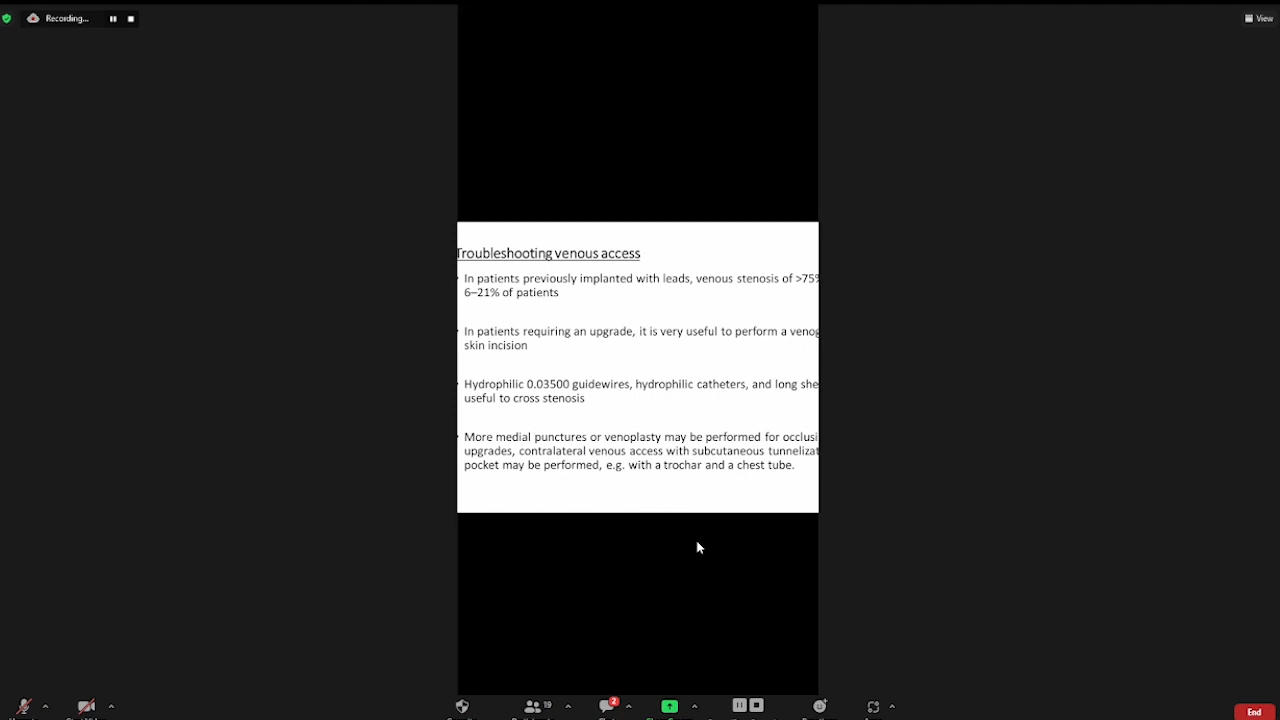 Recording...
View
Troubleshooting venous access
In patients previously implanted with leads, venous stenosis of >75%
6–21% of patients
In patients requiring an upgrade, it is very useful to perform a venog
skin incision
Hydrophilic 0.03500 guidewires, hydrophilic catheters, and long she
useful to cross stenosis
More medial punctures or venoplasty may be performed for occlusi
upgrades, contralateral venous access with subcutaneous tunnelizat
pocket may be performed, e.g. with a trochar and a chest tube.
19
2
End